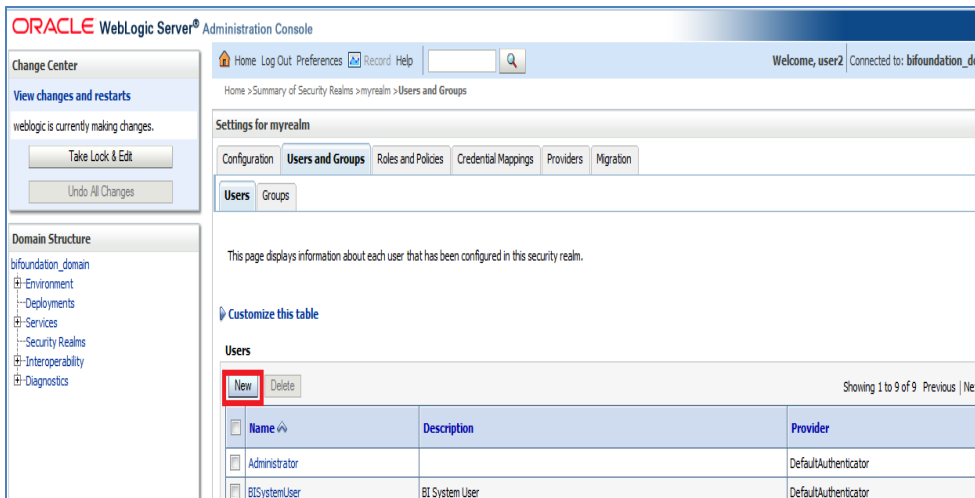 ORACLE WebLogic Server® Administration Console
Change Center
View changes and restarts
weblogic is currently making changes.
Take Lock & Edit
Undo All Changes
Domain Structure
bifoundation_domain
Environment
Deployments
Services
Security Realms
Interoperability
Diagnostics
Home Log Out Preferences Record Help
Welcome, user2 Connected to: bifoundation_do
Home >Summary of Security Realms >myrealm >Users and Groups
Settings for myrealm
Configuration Users and Groups Roles and Policies Credential Mappings Providers Migration
Users Groups
This page displays information about each user that has been configured in this security realm.
Customize this table
Users
New Delete Showing 1 to 9 of 9 Previous | Ne
Name Description Provider
Administrator DefaultAuthenticator
BISystemUser BI System User DefaultAuthenticator